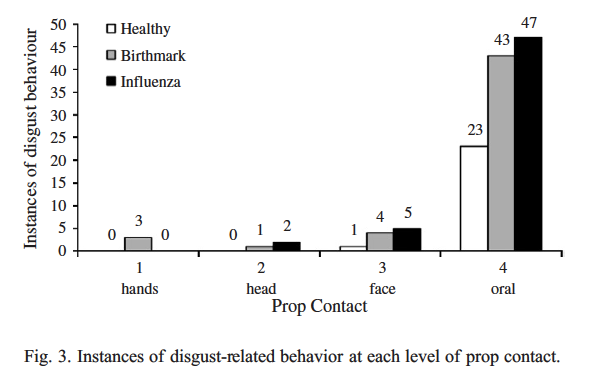 50
45
40
35
30
25
20
15
10
5
0
Instances of disgust behaviour
Healthy
Birthmark
Influenza
0 3 0
0 1 2
1 4 5
23 43 47
1 2 3 4
hands head face oral
Prop Contact
Fig. 3. Instances of disgust-related behavior at each level of prop contact.